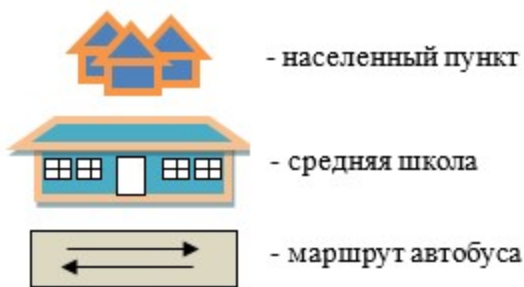 - населенный пункт
- средняя школа
- маршрут автобуса